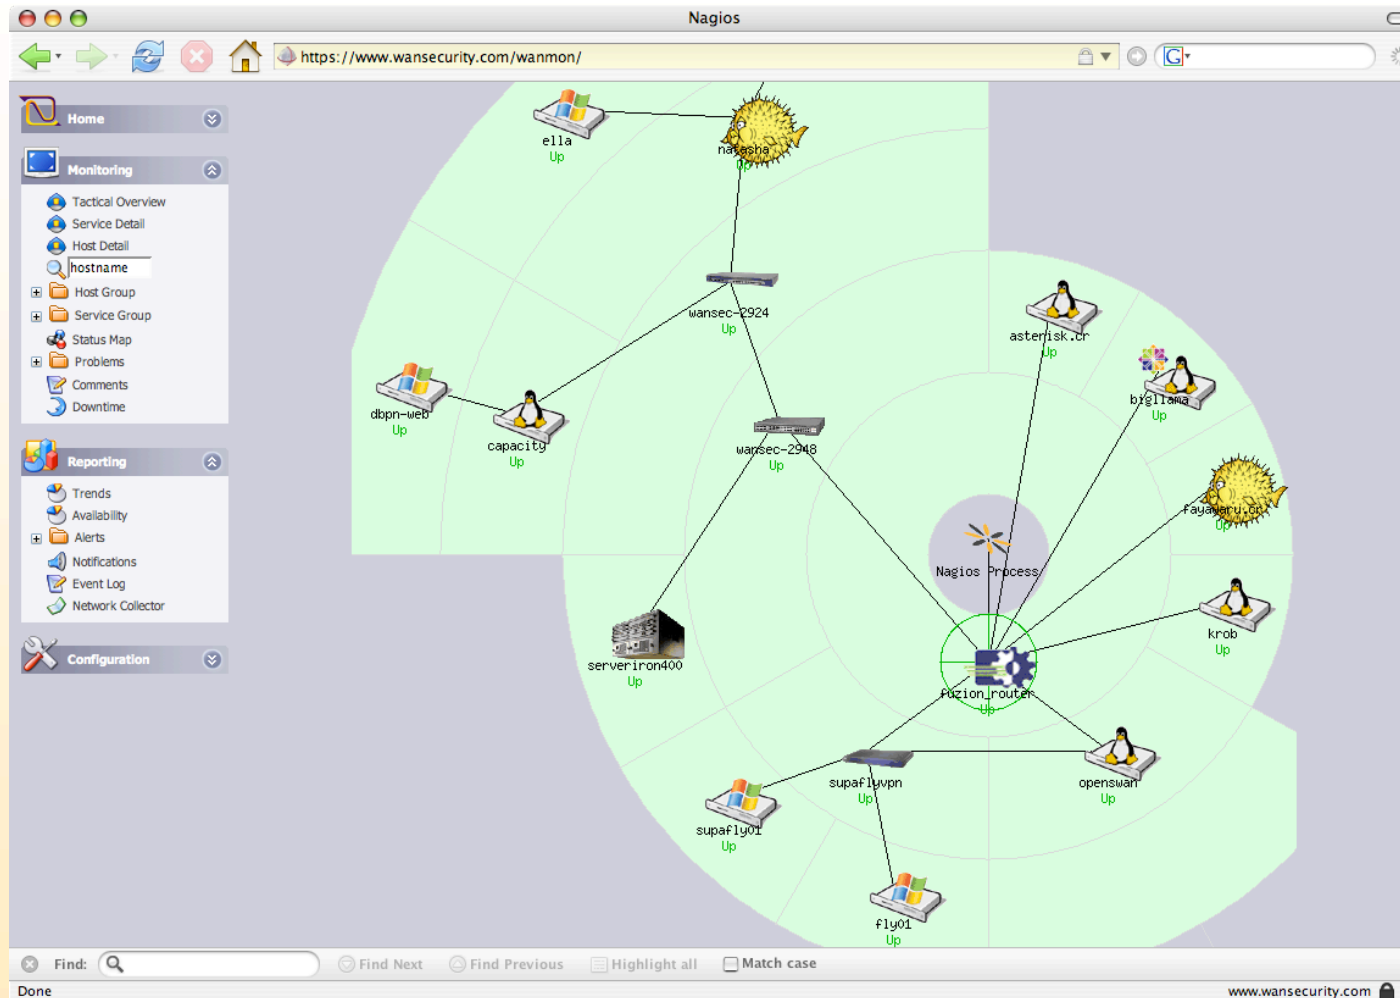 Nagios
https://www.wansecurity.com/wanmon/
G
Home
Monitoring
Tactical Overview
Service Detail
Host Detail
hostname
Host Group
Service Group
Status Map
Problems
Comments
Downtime
Reporting
Trends
Availability
Alerts
Notifications
Event Log
Network Collector
Configuration
ella
Up
natasha
Up
wansec-2924
Up
asterisk.cr
Up
bigllama
Up
dbpn-web
Up
capacity
Up
wansec-2948
Up
fayayaru.cr
Up
Nagios Process
krob
Up
serveriron400
Up
fuzion_router
Up
supaflyvpn
Up
openswan
Up
supafly01
Up
fly01
Up
Find:
Find Next
Find Previous
Highlight all
Match case
Done
www.wansecurity.com